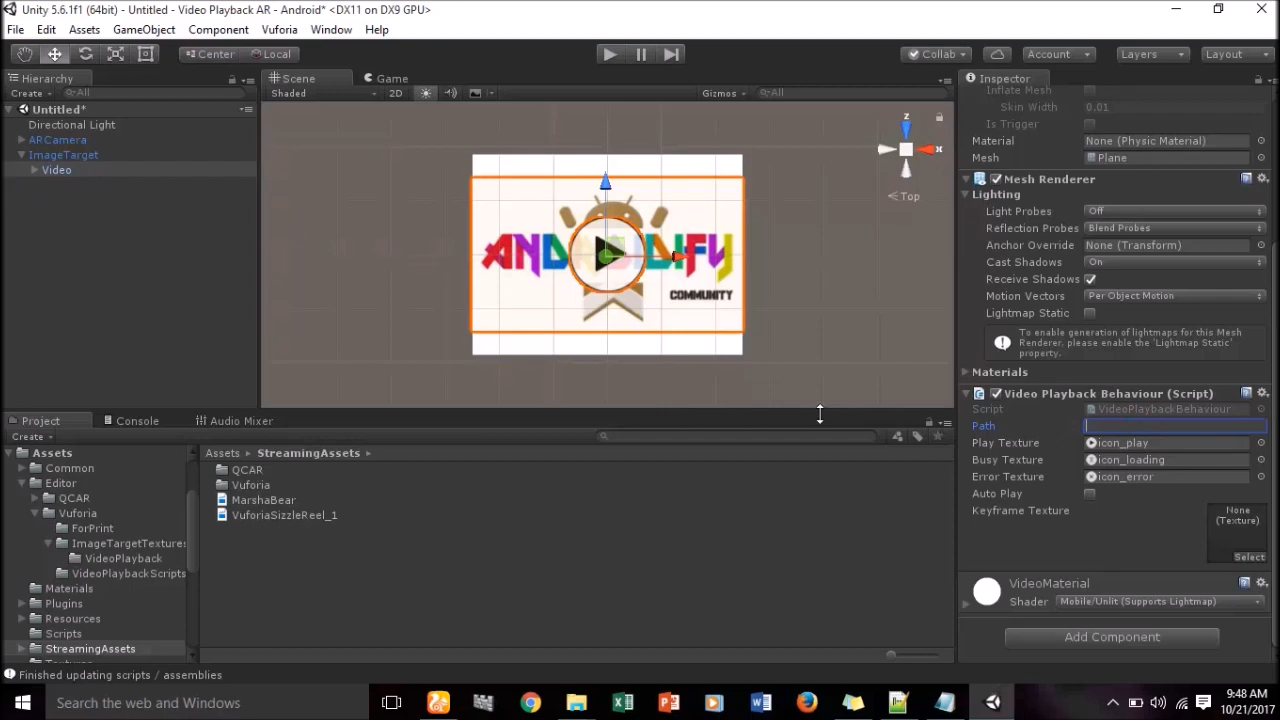 Unity 5.6.1f1 (64bit) - Untitled - Video Playback AR - Android* <DX11 on DX9 GPU>
File Edit Assets GameObject Component Vuforia Window Help
Center Local Collab Account Layers Layout
Hierarchy
Create All
Untitled*
Directional Light
ARCamera
ImageTarget
Video
Scene Game
Shaded 2D Gizmos All
z
x
Top
COMMUNITY
Inspector
Inflate Mesh
Skin Width 0.01
Is Trigger
Material None (Physic Material)
Mesh Plane
Mesh Renderer
Lighting
Light Probes Off
Reflection Probes Blend Probes
Anchor Override None (Transform)
Cast Shadows On
Receive Shadows
Motion Vectors Per Object Motion
Lightmap Static
To enable generation of lightmaps for this Mesh
Renderer, please enable the 'Lightmap Static'
property.
Materials
Video Playback Behaviour (Script)
Script VideoPlaybackBehaviour
Path
Play Texture icon_play
Busy Texture icon_loading
Error Texture icon_error
Auto Play
Keyframe Texture None
(Texture)
Select
VideoMaterial
Shader Mobile/Unlit (Supports Lightmap)
Add Component
Project Console Audio Mixer
Create
Assets
Common
Editor
QCAR
Vuforia
ForPrint
ImageTargetTextures
VideoPlayback
VideoPlaybackScripts
Materials
Plugins
Resources
Scripts
StreamingAssets
Assets StreamingAssets
QCAR
Vuforia
MarshaBear
VuforiaSizzleReel_1
Finished updating scripts / assemblies
Search the web and Windows
9:48 AM
10/21/2017